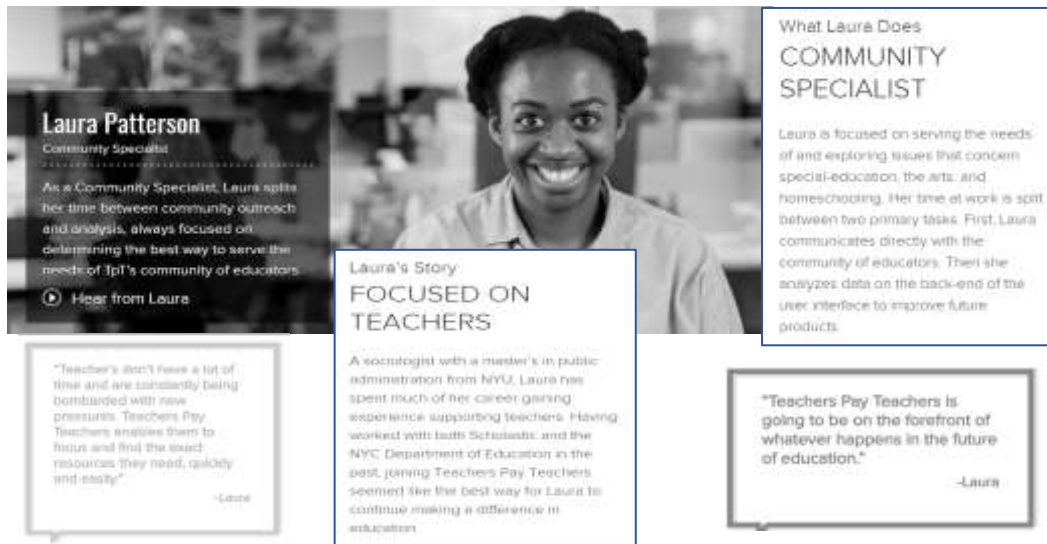 Laura Patterson
Community Specialist
As a Community Specialist, Laura splits
her time between community outreach
and analysis, always focused on
determining the best way to serve the
needs of TpT's community of educators.
Hear from Laura
What Laura Does
COMMUNITY
SPECIALIST
Laura is focused on serving the needs
of and exploring issues that concern
special-education, the arts, and
homeschooling. Her time at work is split
between two primary tasks. First, Laura
communicates directly with the
community of educators. Then she
analyzes data on the back-end of the
user interface to improve future
products.
Laura's Story
FOCUSED ON
TEACHERS
A sociologist with a master's in public
administration from NYU, Laura has
spent much of her career gaining
experience supporting teachers. Having
worked with both Scholastic and the
NYC Department of Education in the
past, joining Teachers Pay Teachers
seemed like the best way for Laura to
continue making a difference in
education.
"Teacher's don't have a lot of
time and are constantly being
bombarded with new
pressures. Teachers Pay
Teachers enables them to
focus and find the exact
resources they need, quickly
and easily."
-Laura
"Teachers Pay Teachers is
going to be on the forefront of
whatever happens in the future
of education."
-Laura